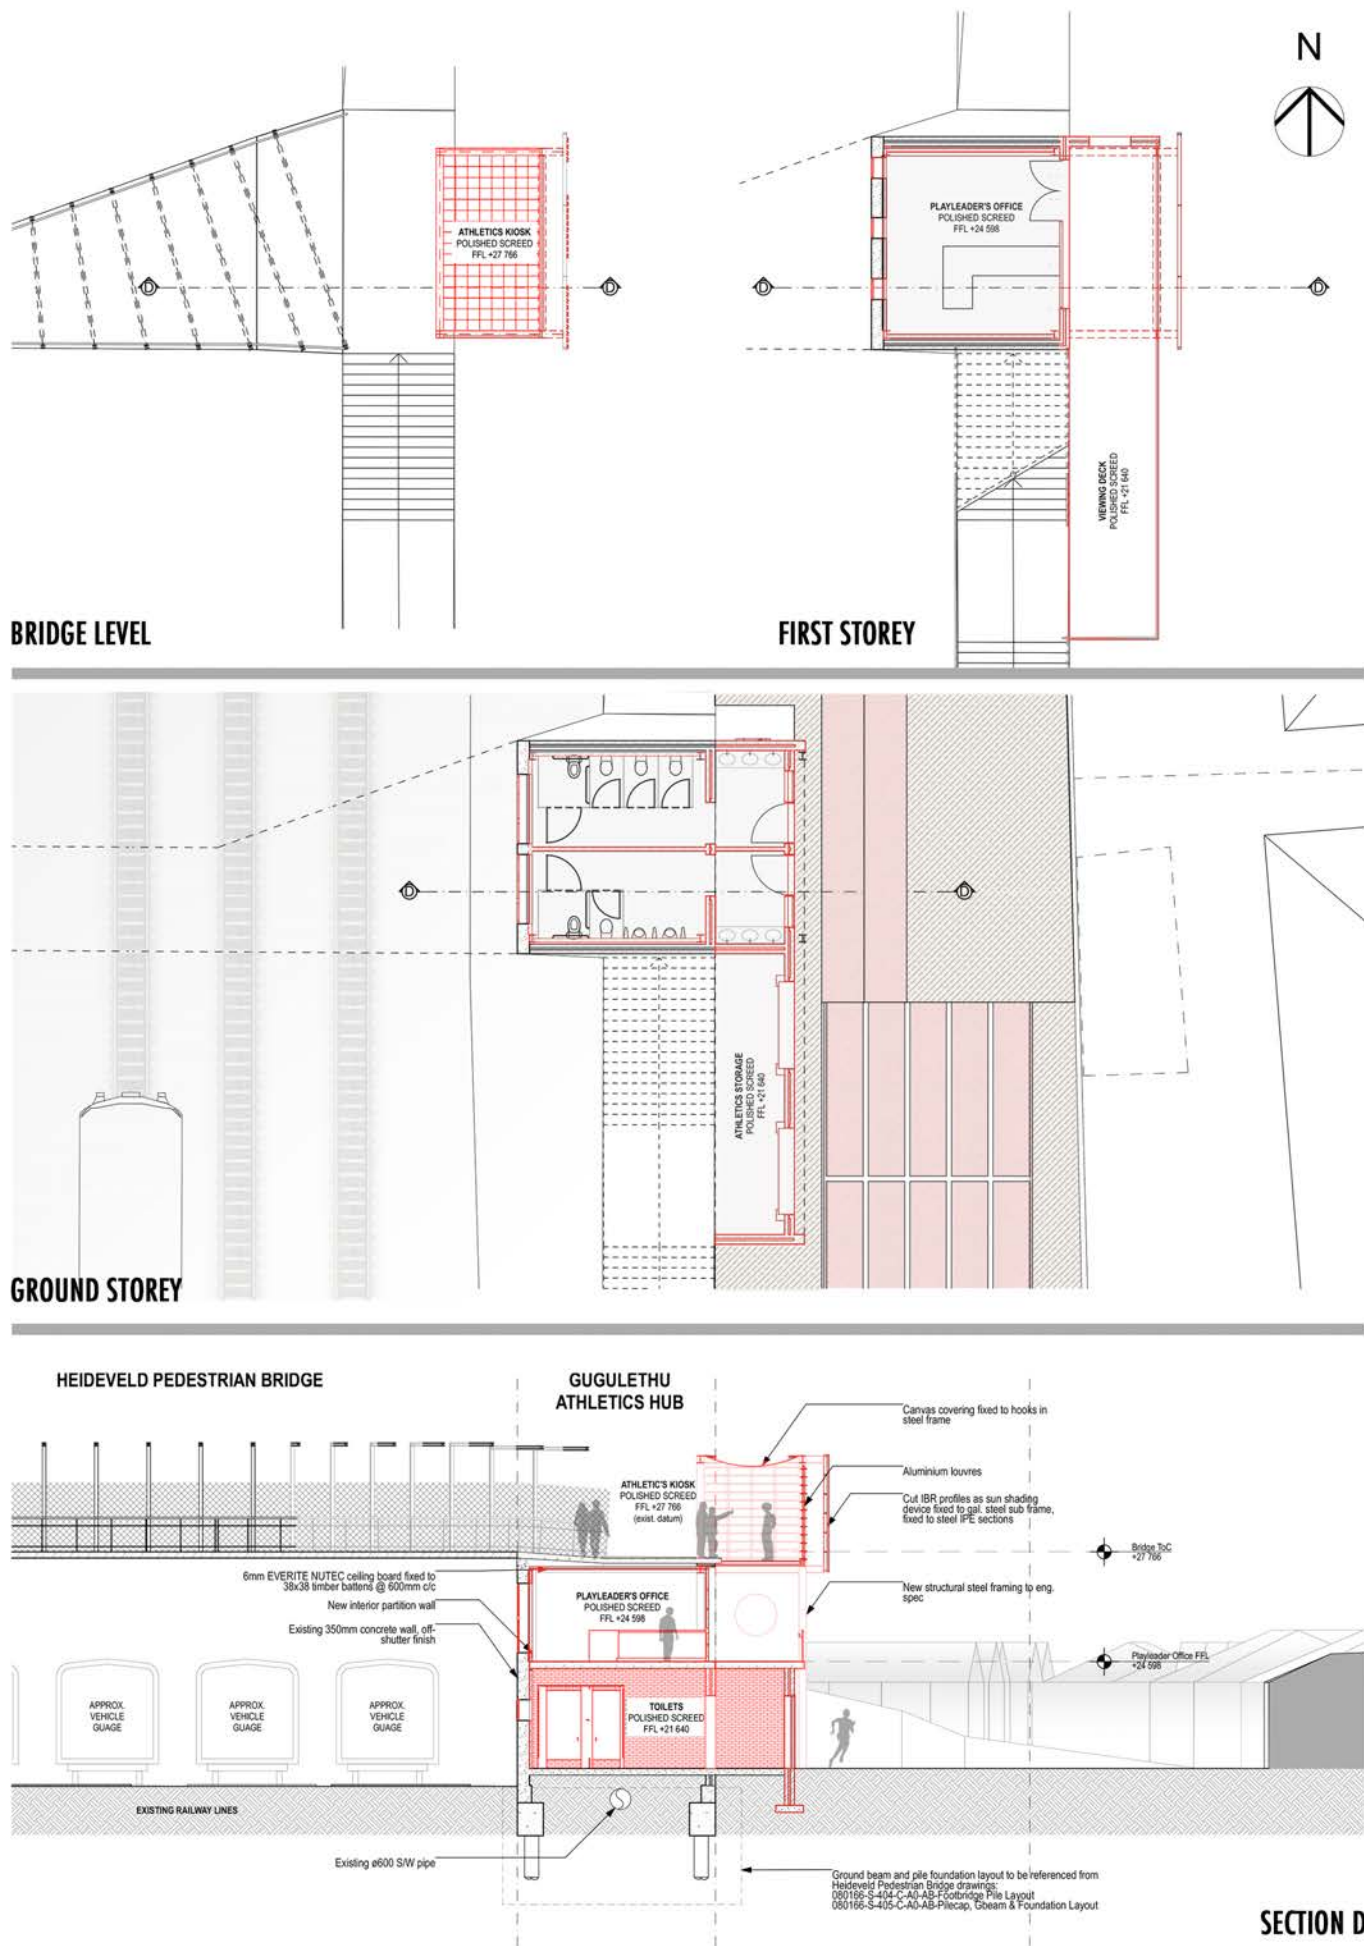 N
ATHLETICS KIOSK
POLISHED SCREED
FFL +27 766
D
D
PLAYLEADER'S OFFICE
POLISHED SCREED
FFL +24 598
D
D
VIEWING DECK
POLISHED SCREED
FFL +21 640
BRIDGE LEVEL
FIRST STOREY
D
D
ATHLETICS STORAGE
POLISHED SCREED
FFL +21 640
GROUND STOREY
HEIDEVELD PEDESTRIAN BRIDGE
GUGULETHU
ATHLETICS HUB
Canvas covering fixed to hooks in
steel frame
ATHLETIC'S KIOSK
POLISHED SCREED
FFL +27 766
(exist. datum)
Aluminium louvres
Cut IBR profiles as sun shading
device fixed to gal. steel sub frame,
fixed to steel IPE sections
Bridge ToC
+27 766
6mm EVERITE NUTEC ceiling board fixed to
38x38 timber battens @ 600mm c/c
New interior partition wall
Existing 350mm concrete wall, off-
shutter finish
PLAYLEADER'S OFFICE
POLISHED SCREED
FFL +24 598
New structural steel framing to eng.
spec
Playleader Office FFL
+24 598
APPROX.
VEHICLE
GUAGE
APPROX.
VEHICLE
GUAGE
APPROX.
VEHICLE
GUAGE
TOILETS
POLISHED SCREED
FFL +21 640
EXISTING RAILWAY LINES
Existing ø600 S/W pipe
Ground beam and pile foundation layout to be referenced from
Heideveld Pedestrian Bridge drawings:
080166-S-404-C-A0-AB-Footbridge Pile Layout
080166-S-405-C-A0-AB-Pilecap, Gbeam & Foundation Layout
SECTION D